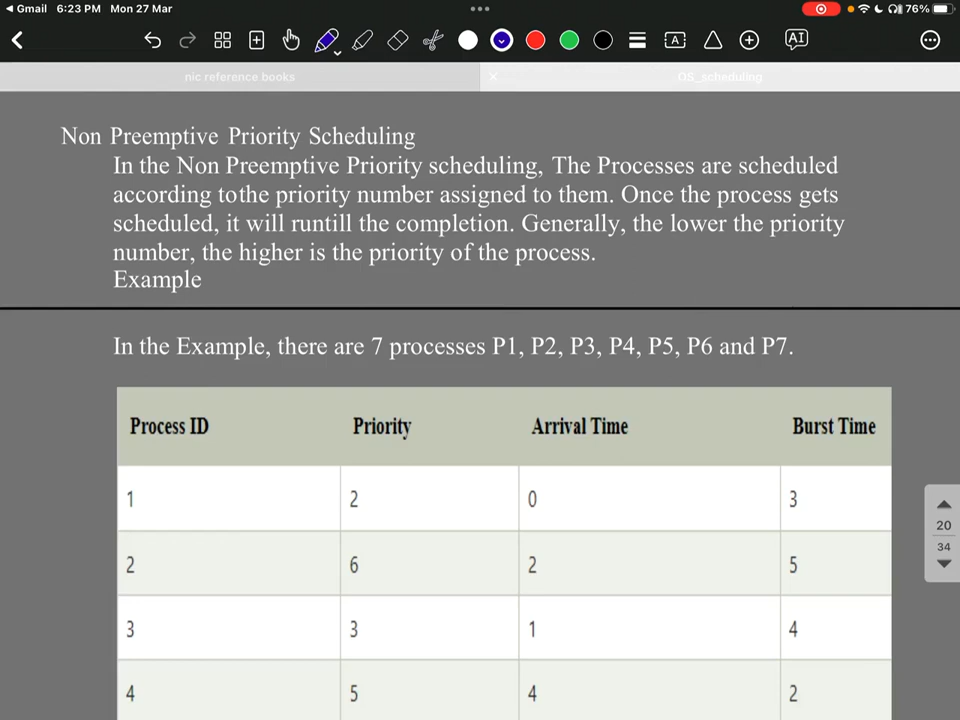 Gmail 6:23 PM Mon 27 Mar 76%
A AI
nic reference books OS_scheduling
Non Preemptive Priority Scheduling
In the Non Preemptive Priority scheduling, The Processes are scheduled
according tothe priority number assigned to them. Once the process gets
scheduled, it will runtill the completion. Generally, the lower the priority
number, the higher is the priority of the process.
Example
In the Example, there are 7 processes P1, P2, P3, P4, P5, P6 and P7.
Process ID Priority Arrival Time Burst Time
1 2 0 3
2 6 2 5
3 3 1 4
4 5 4 2
20
34